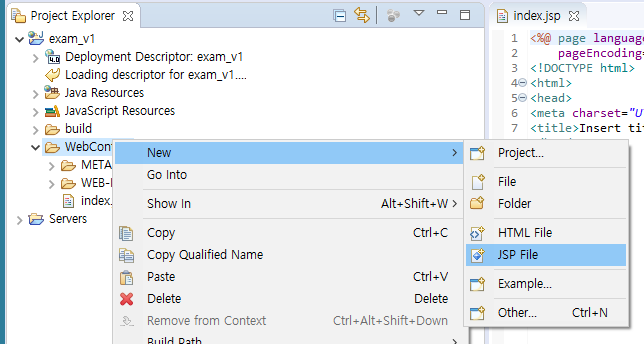 Project Explorer
exam_v1
Deployment Descriptor: exam_v1
Loading descriptor for exam_v1....
Java Resources
JavaScript Resources
build
WebCon
META
WEB-
index.
Servers
New
Go Into
Show In Alt+Shift+W
Copy Ctrl+C
Copy Qualified Name
Paste Ctrl+V
Delete Delete
Remove from Context Ctrl+Alt+Shift+Down
Build Path
Project...
File
Folder
HTML File
JSP File
Example...
Other... Ctrl+N
index.jsp
1 <%@ page language
2 pageEncoding=
3 <!DOCTYPE html>
4 <html>
5 <head>
6 <meta charset="U
7 <title>Insert tit